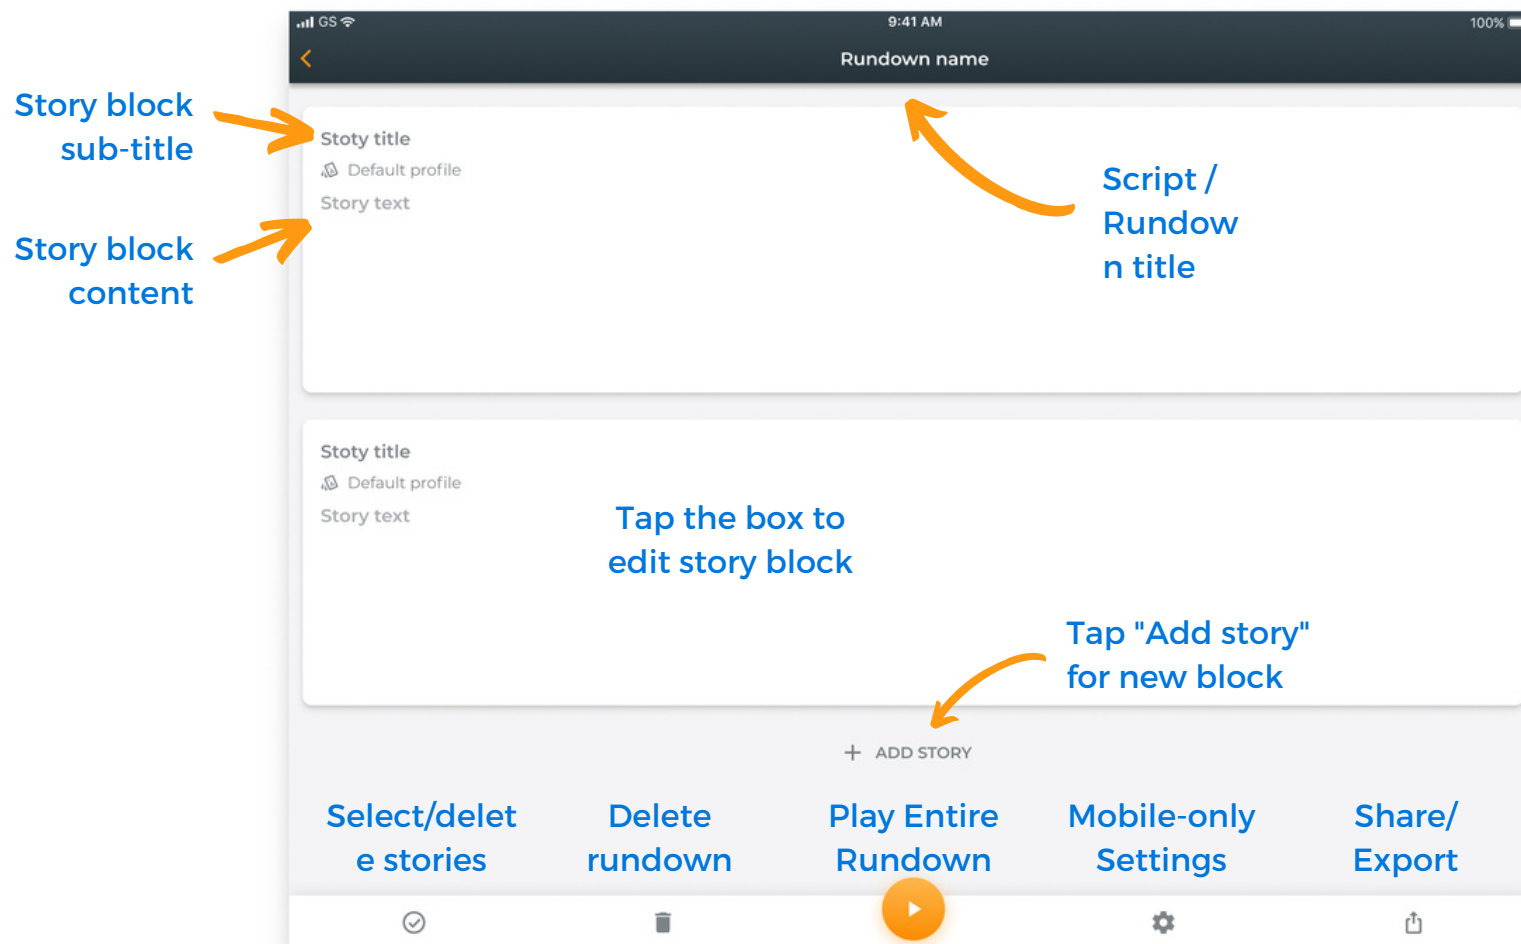 GS
9:41 AM
100%
Rundown name
Story block
sub-title
Stoty title
Default profile
Story text
Story block
content
Script /
Rundow
n title
Stoty title
Default profile
Story text
Tap the box to
edit story block
Tap "Add story"
for new block
+ ADD STORY
Select/delet
e stories
Delete
rundown
Play Entire
Rundown
Mobile-only
Settings
Share/
Export